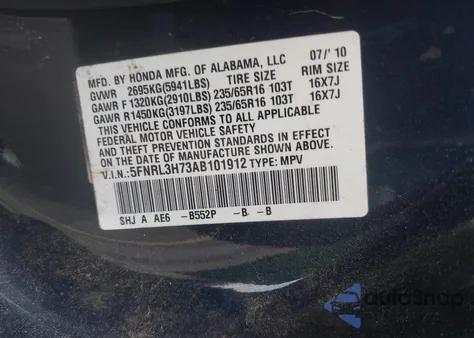 MFD. BY HONDA MFG. OF ALABAMA, LLC 07/'10
GVWR 2695KG(5941LBS) TIRE SIZE RIM SIZE
GAWR F 1320KG(2910LBS) 235/65R16 103T 16X7J
GAWR R1450KG(3197LBS) 235/65R16 103T 16X7J
THIS VEHICLE CONFORMS TO ALL APPLICABLE
FEDERAL MOTOR VEHICLE SAFETY
AND THEFT PREVENTION STANDARDS IN EFFECT
ON THE DATE OF MANUFACTURE SHOWN ABOVE.
V.I.N.: 5FNRL3H73AB101912 TYPE: MPV
SHJ A AE6 -B552P -B -B
autoSnap